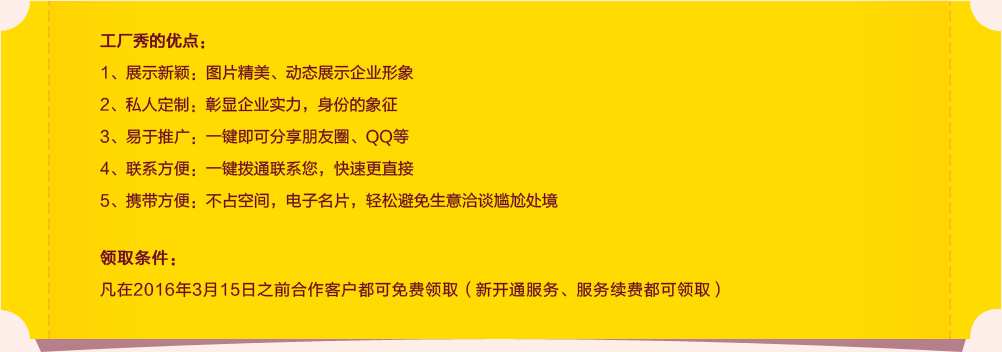 工厂秀的优点：
1、展示新颖：图片精美、动态展示企业形象
2、私人定制：彰显企业实力，身份的象征
3、易于推广：一键即可分享朋友圈、QQ等
4、联系方便：一键拨通联系您，快速更直接
5、携带方便：不占空间，电子名片，轻松避免生意洽谈尴尬处境
领取条件：
凡在2016年3月15日之前合作客户都可免费领取（新开通服务、服务续费都可领取）